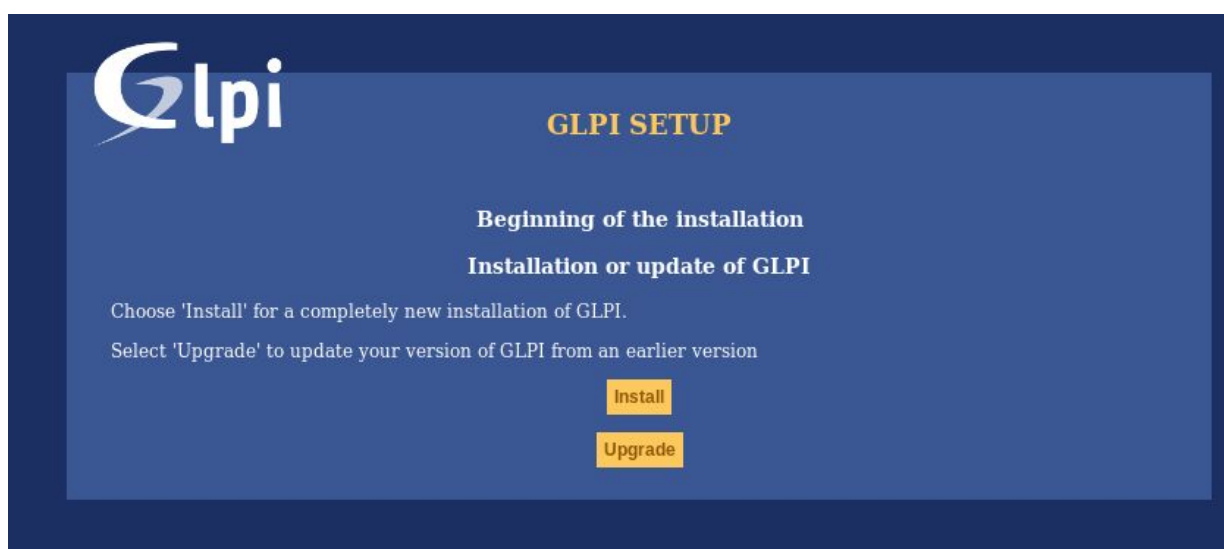 Glpi
GLPI SETUP
Beginning of the installation
Installation or update of GLPI
Choose 'Install' for a completely new installation of GLPI.
Select 'Upgrade' to update your version of GLPI from an earlier version
Install
Upgrade